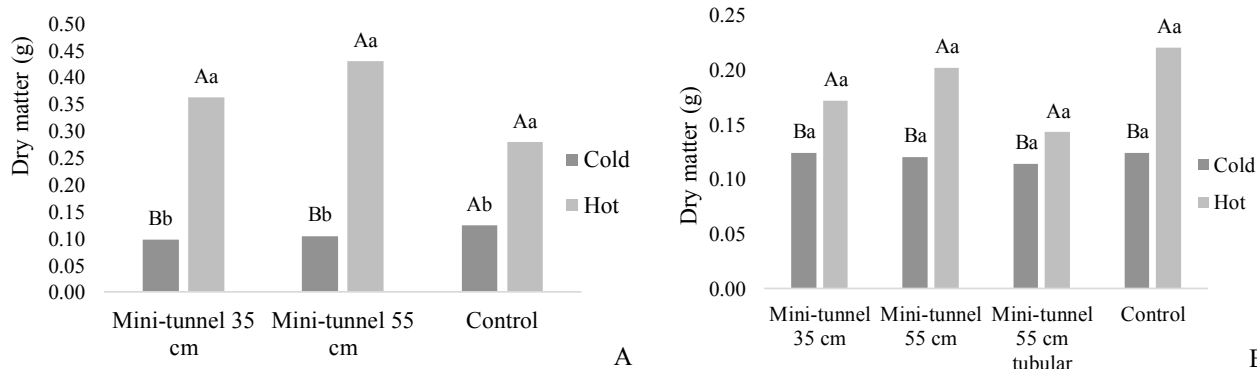 Dry matter (g)
0.50
0.45
0.40
0.35
0.30
0.25
0.20
0.15
0.10
0.05
0.00
Bb
Aa
Bb
Aa
Ab
Aa
Mini-tunnel 35
cm
Mini-tunnel 55
cm
Control
Cold
Hot
A
Dry matter (g)
0.25
0.20
0.15
0.10
0.05
0.00
Ba
Aa
Ba
Aa
Ba
Aa
Ba
Aa
Mini-tunnel
35 cm
Mini-tunnel
55 cm
Mini-tunnel
55 cm
tubular
Control
Cold
Hot